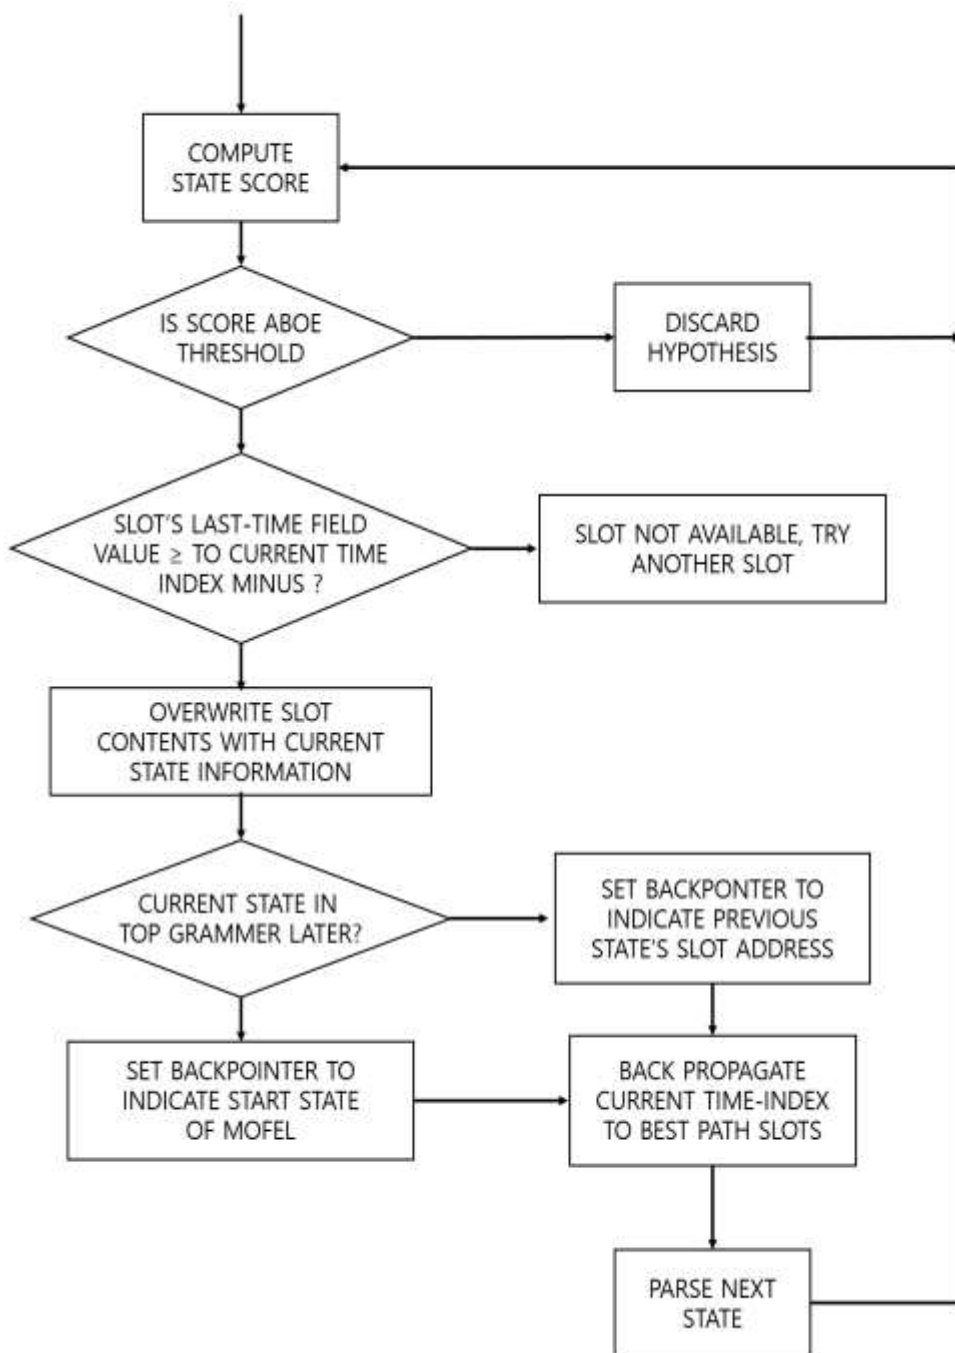 COMPUTE
STATE SCORE
IS SCORE ABOE
THRESHOLD
DISCARD
HYPOTHESIS
SLOT'S LAST-TIME FIELD
VALUE ≥ TO CURRENT TIME
INDEX MINUS ?
SLOT NOT AVAILABLE, TRY
ANOTHER SLOT
OVERWRITE SLOT
CONTENTS WITH CURRENT
STATE INFORMATION
CURRENT STATE IN
TOP GRAMMER LATER?
SET BACKPONTER TO
INDICATE PREVIOUS
STATE'S SLOT ADDRESS
SET BACKPOINTER TO
INDICATE START STATE
OF MOFEL
BACK PROPAGATE
CURRENT TIME-INDEX
TO BEST PATH SLOTS
PARSE NEXT
STATE